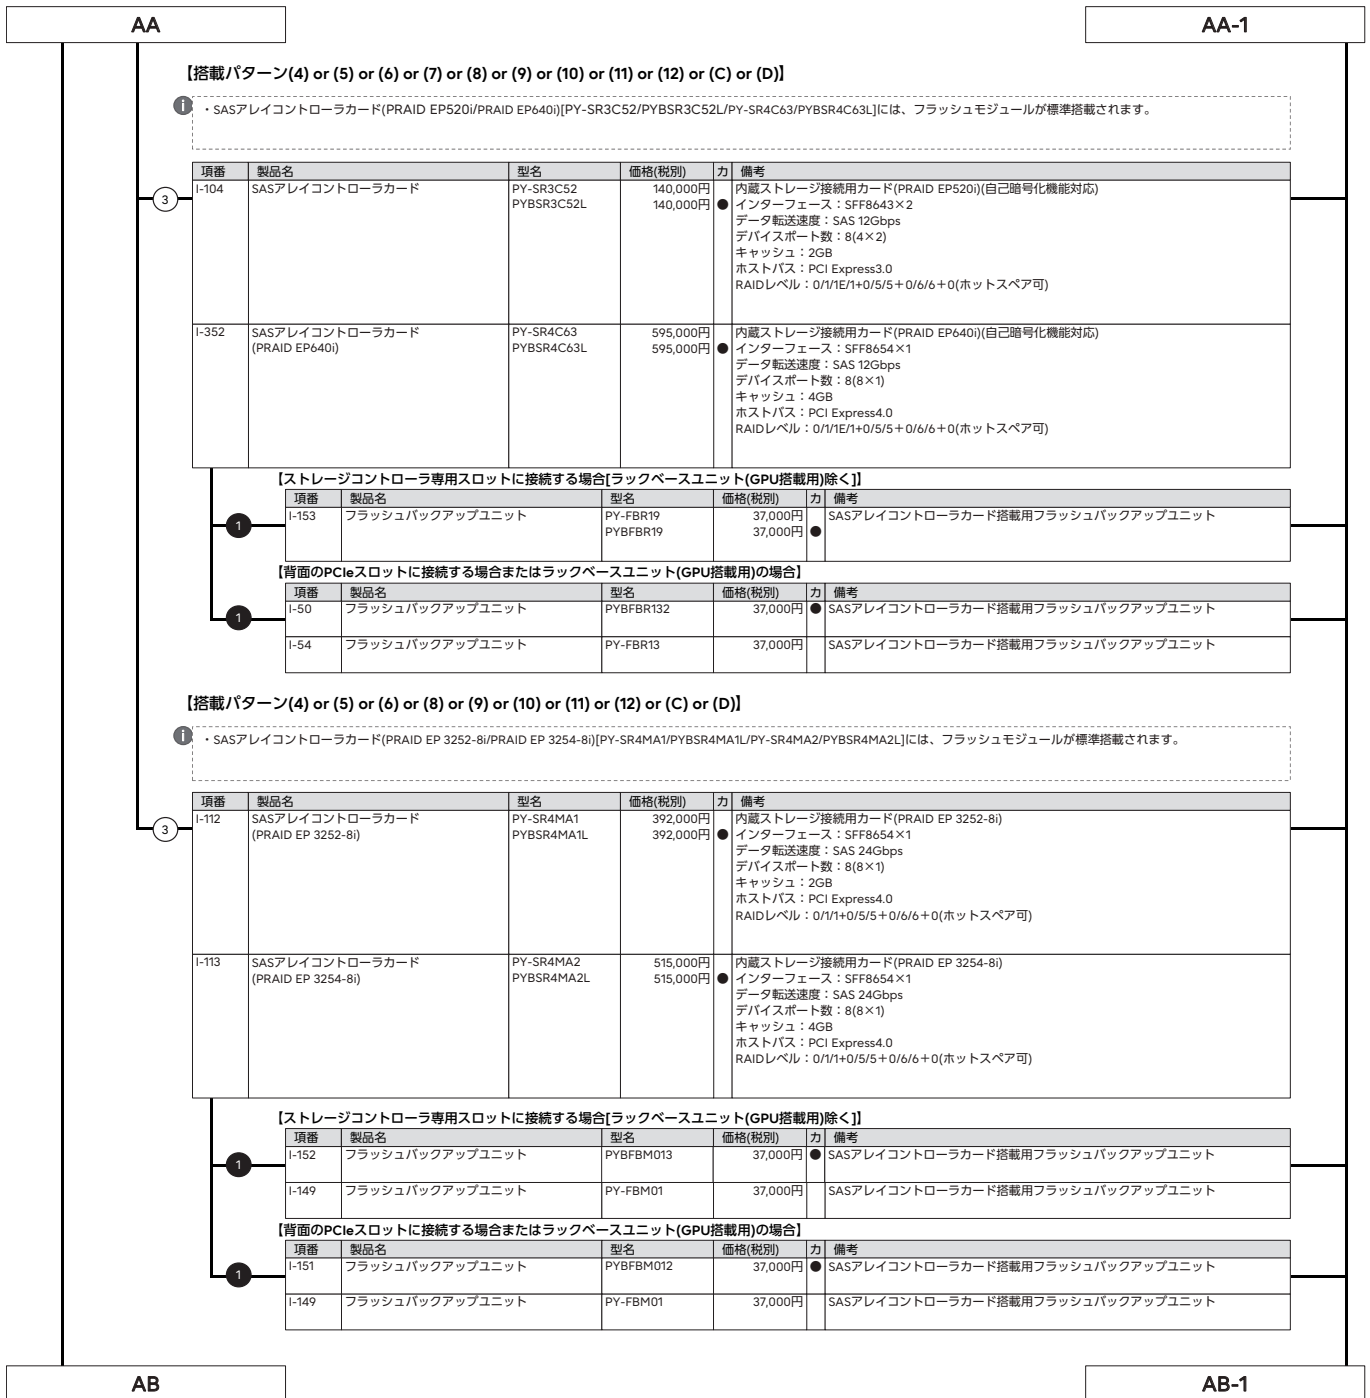 AA
AA-1
【搭載パターン(4) or (5) or (6) or (7) or (8) or (9) or (10) or (11) or (12) or (C) or (D)】
・SASアレイコントローラカード(PRAID EP520i/PRAID EP640i)[PY-SR3C52/PYBSR3C52L/PY-SR4C63/PYBSR4C63L]には、フラッシュモジュールが標準搭載されます。
項番 製品名 型名 価格(税別) カ 備考
3
I-104 SASアレイコントローラカード PY-SR3C52 140,000円 内蔵ストレージ接続用カード(PRAID EP520i)(自己暗号化機能対応)
PYBSR3C52L 140,000円 ● インターフェース：SFF8643×2
データ転送速度：SAS 12Gbps
デバイスポート数：8(4×2)
キャッシュ：2GB
ホストバス：PCI Express3.0
RAIDレベル：0/1/1E/1+0/5/5＋0/6/6＋0(ホットスペア可)
I-352 SASアレイコントローラカード PY-SR4C63 595,000円 内蔵ストレージ接続用カード(PRAID EP640i)(自己暗号化機能対応)
(PRAID EP640i) PYBSR4C63L 595,000円 ● インターフェース：SFF8654×1
データ転送速度：SAS 12Gbps
デバイスポート数：8(8×1)
キャッシュ：4GB
ホストバス：PCI Express4.0
RAIDレベル：0/1/1E/1+0/5/5＋0/6/6＋0(ホットスペア可)
【ストレージコントローラ専用スロットに接続する場合[ラックベースユニット(GPU搭載用)除く]】
項番 製品名 型名 価格(税別) カ 備考
1
I-153 フラッシュバックアップユニット PY-FBR19 37,000円 SASアレイコントローラカード搭載用フラッシュバックアップユニット
PYBFBR19 37,000円 ●
【背面のPCIeスロットに接続する場合またはラックベースユニット(GPU搭載用)の場合】
項番 製品名 型名 価格(税別) カ 備考
1
I-50 フラッシュバックアップユニット PYBFBR132 37,000円 ● SASアレイコントローラカード搭載用フラッシュバックアップユニット
I-54 フラッシュバックアップユニット PY-FBR13 37,000円 SASアレイコントローラカード搭載用フラッシュバックアップユニット
【搭載パターン(4) or (5) or (6) or (8) or (9) or (10) or (11) or (12) or (C) or (D)】
・SASアレイコントローラカード(PRAID EP 3252-8i/PRAID EP 3254-8i)[PY-SR4MA1/PYBSR4MA1L/PY-SR4MA2/PYBSR4MA2L]には、フラッシュモジュールが標準搭載されます。
項番 製品名 型名 価格(税別) カ 備考
3
I-112 SASアレイコントローラカード PY-SR4MA1 392,000円 内蔵ストレージ接続用カード(PRAID EP 3252-8i)
(PRAID EP 3252-8i) PYBSR4MA1L 392,000円 ● インターフェース：SFF8654×1
データ転送速度：SAS 24Gbps
デバイスポート数：8(8×1)
キャッシュ：2GB
ホストバス：PCI Express4.0
RAIDレベル：0/1/1+0/5/5＋0/6/6＋0(ホットスペア可)
I-113 SASアレイコントローラカード PY-SR4MA2 515,000円 内蔵ストレージ接続用カード(PRAID EP 3254-8i)
(PRAID EP 3254-8i) PYBSR4MA2L 515,000円 ● インターフェース：SFF8654×1
データ転送速度：SAS 24Gbps
デバイスポート数：8(8×1)
キャッシュ：4GB
ホストバス：PCI Express4.0
RAIDレベル：0/1/1+0/5/5＋0/6/6＋0(ホットスペア可)
【ストレージコントローラ専用スロットに接続する場合[ラックベースユニット(GPU搭載用)除く]】
項番 製品名 型名 価格(税別) カ 備考
1
I-152 フラッシュバックアップユニット PYBFBM013 37,000円 ● SASアレイコントローラカード搭載用フラッシュバックアップユニット
I-149 フラッシュバックアップユニット PY-FBM01 37,000円 SASアレイコントローラカード搭載用フラッシュバックアップユニット
【背面のPCIeスロットに接続する場合またはラックベースユニット(GPU搭載用)の場合】
項番 製品名 型名 価格(税別) カ 備考
1
I-151 フラッシュバックアップユニット PYBFBM012 37,000円 ● SASアレイコントローラカード搭載用フラッシュバックアップユニット
I-149 フラッシュバックアップユニット PY-FBM01 37,000円 SASアレイコントローラカード搭載用フラッシュバックアップユニット
AB
AB-1